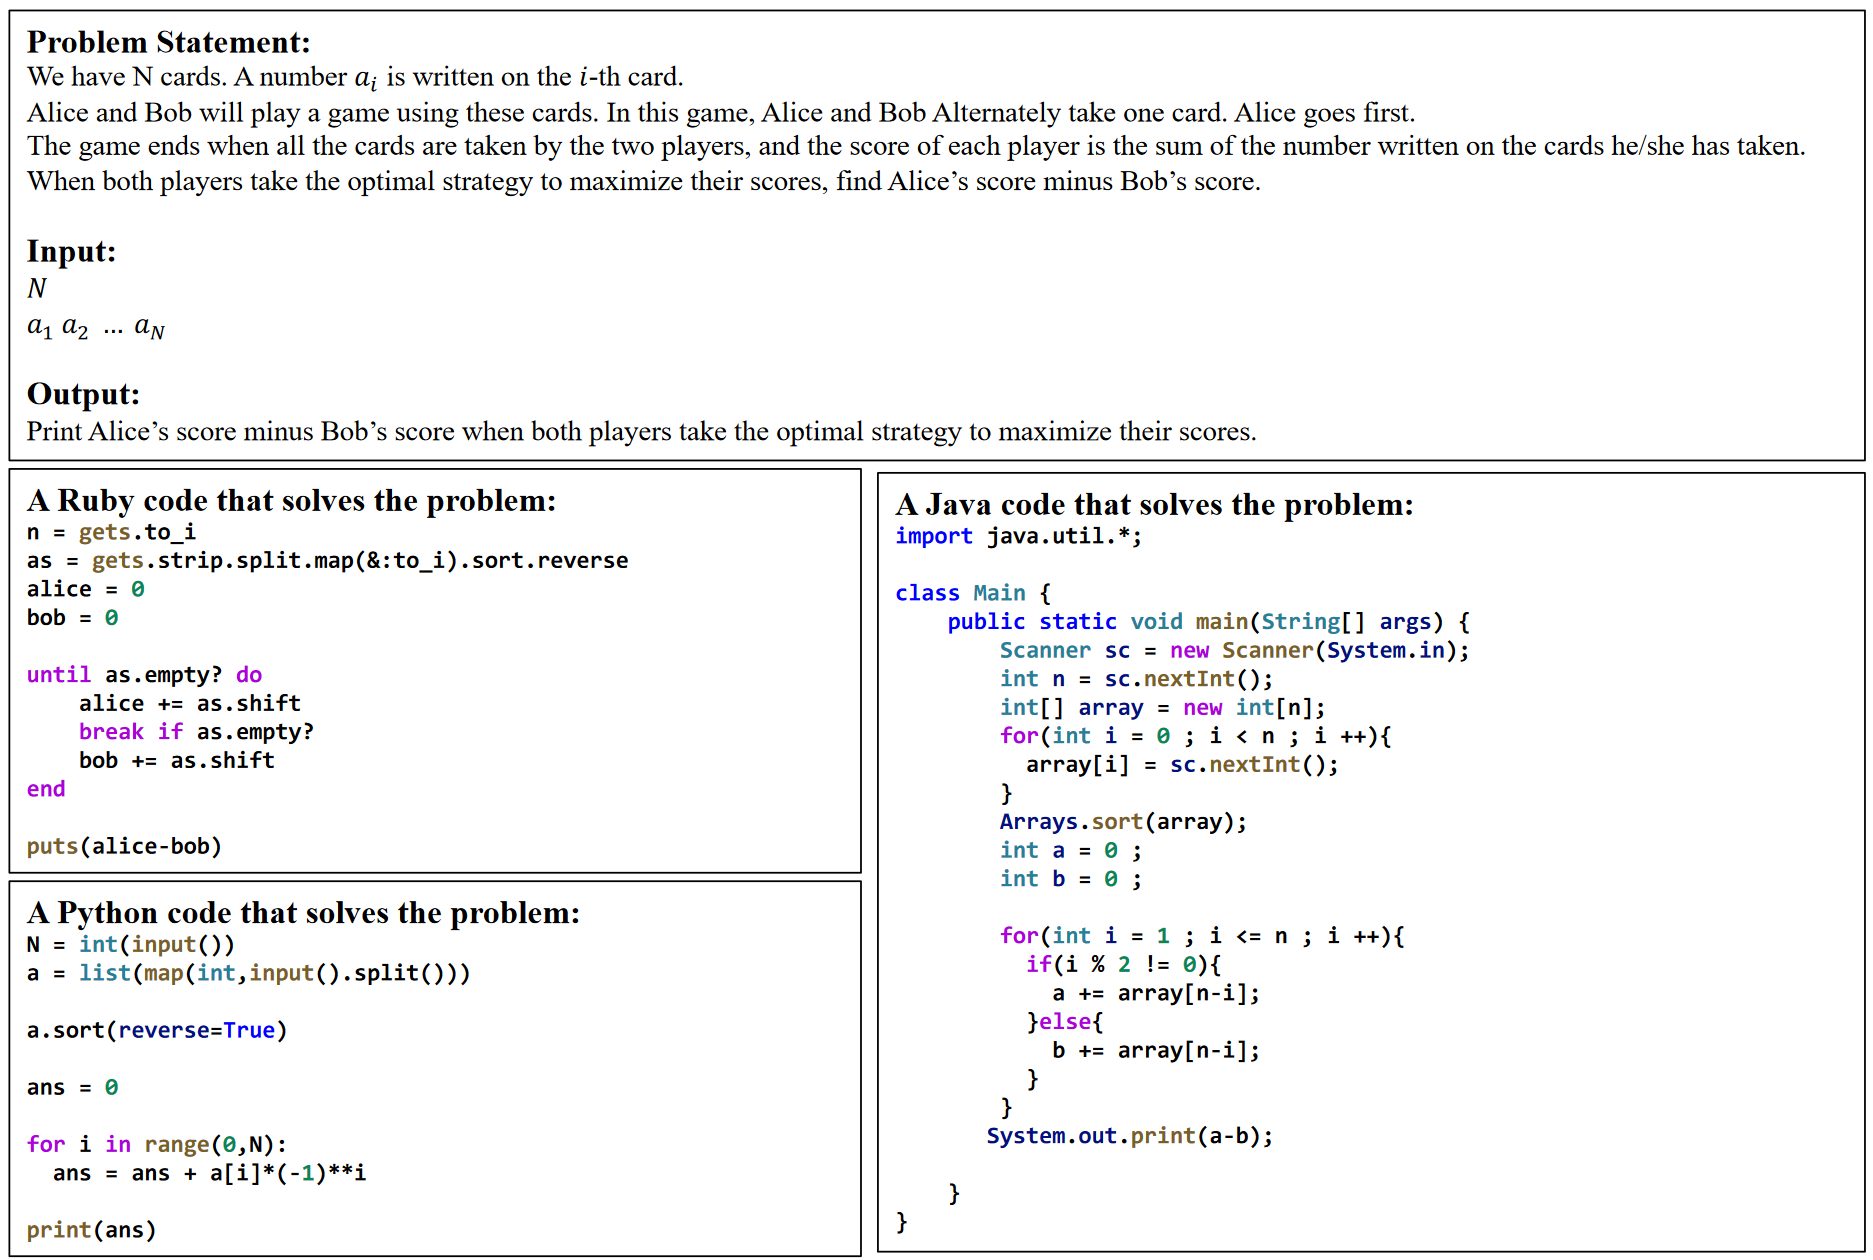 Problem Statement:
We have N cards. A number a_i is written on the i-th card.
Alice and Bob will play a game using these cards. In this game, Alice and Bob Alternately take one card. Alice goes first.
The game ends when all the cards are taken by the two players, and the score of each player is the sum of the number written on the cards he/she has taken.
When both players take the optimal strategy to maximize their scores, find Alice’s score minus Bob’s score.
Input:
N
a_1 a_2 … a_N
Output:
Print Alice’s score minus Bob’s score when both players take the optimal strategy to maximize their scores.
A Ruby code that solves the problem:
n = gets.to_i
as = gets.strip.split.map(&:to_i).sort.reverse
alice = 0
bob = 0
until as.empty? do
    alice += as.shift
    break if as.empty?
    bob += as.shift
end
puts(alice-bob)
A Python code that solves the problem:
N = int(input())
a = list(map(int,input().split()))
a.sort(reverse=True)
ans = 0
for i in range(0,N):
  ans = ans + a[i]*(-1)**i
print(ans)
A Java code that solves the problem:
import java.util.*;
class Main {
    public static void main(String[] args) {
        Scanner sc = new Scanner(System.in);
        int n = sc.nextInt();
        int[] array = new int[n];
        for(int i = 0 ; i < n ; i ++){
          array[i] = sc.nextInt();
        }
        Arrays.sort(array);
        int a = 0 ;
        int b = 0 ;
        for(int i = 1 ; i <= n ; i ++){
          if(i % 2 != 0){
            a += array[n-i];
          }else{
            b += array[n-i];
          }
        }
       System.out.print(a-b);
    }
}